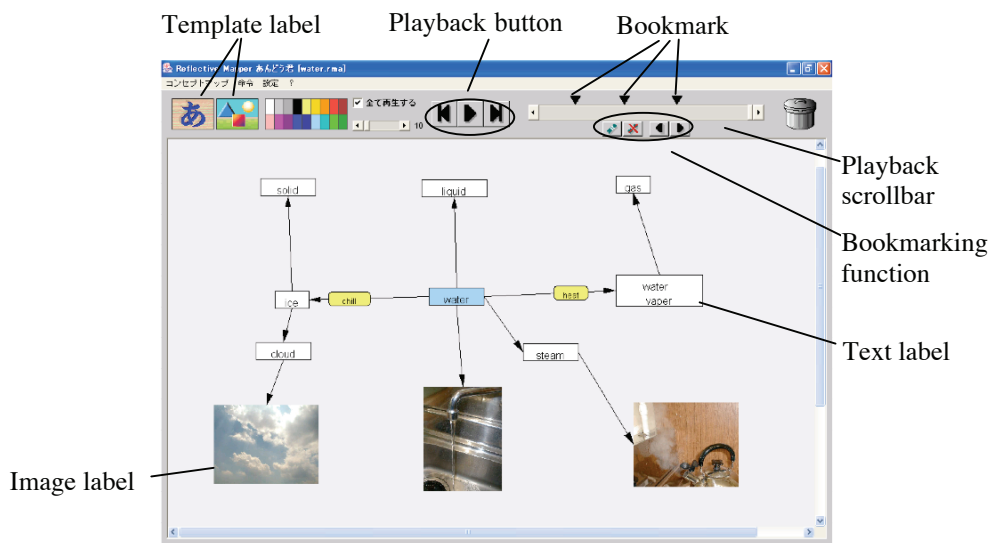 Template label
Playback button
Bookmark
Reflective Mapper あんどう君 [water.rma]
コンセプトマップ 命令 設定 ?
あ
全て再生する
10
Playback
scrollbar
Bookmarking
function
solid
liquid
gas
ice
chill
water
heat
water
vaper
cloud
steam
Text label
Image label